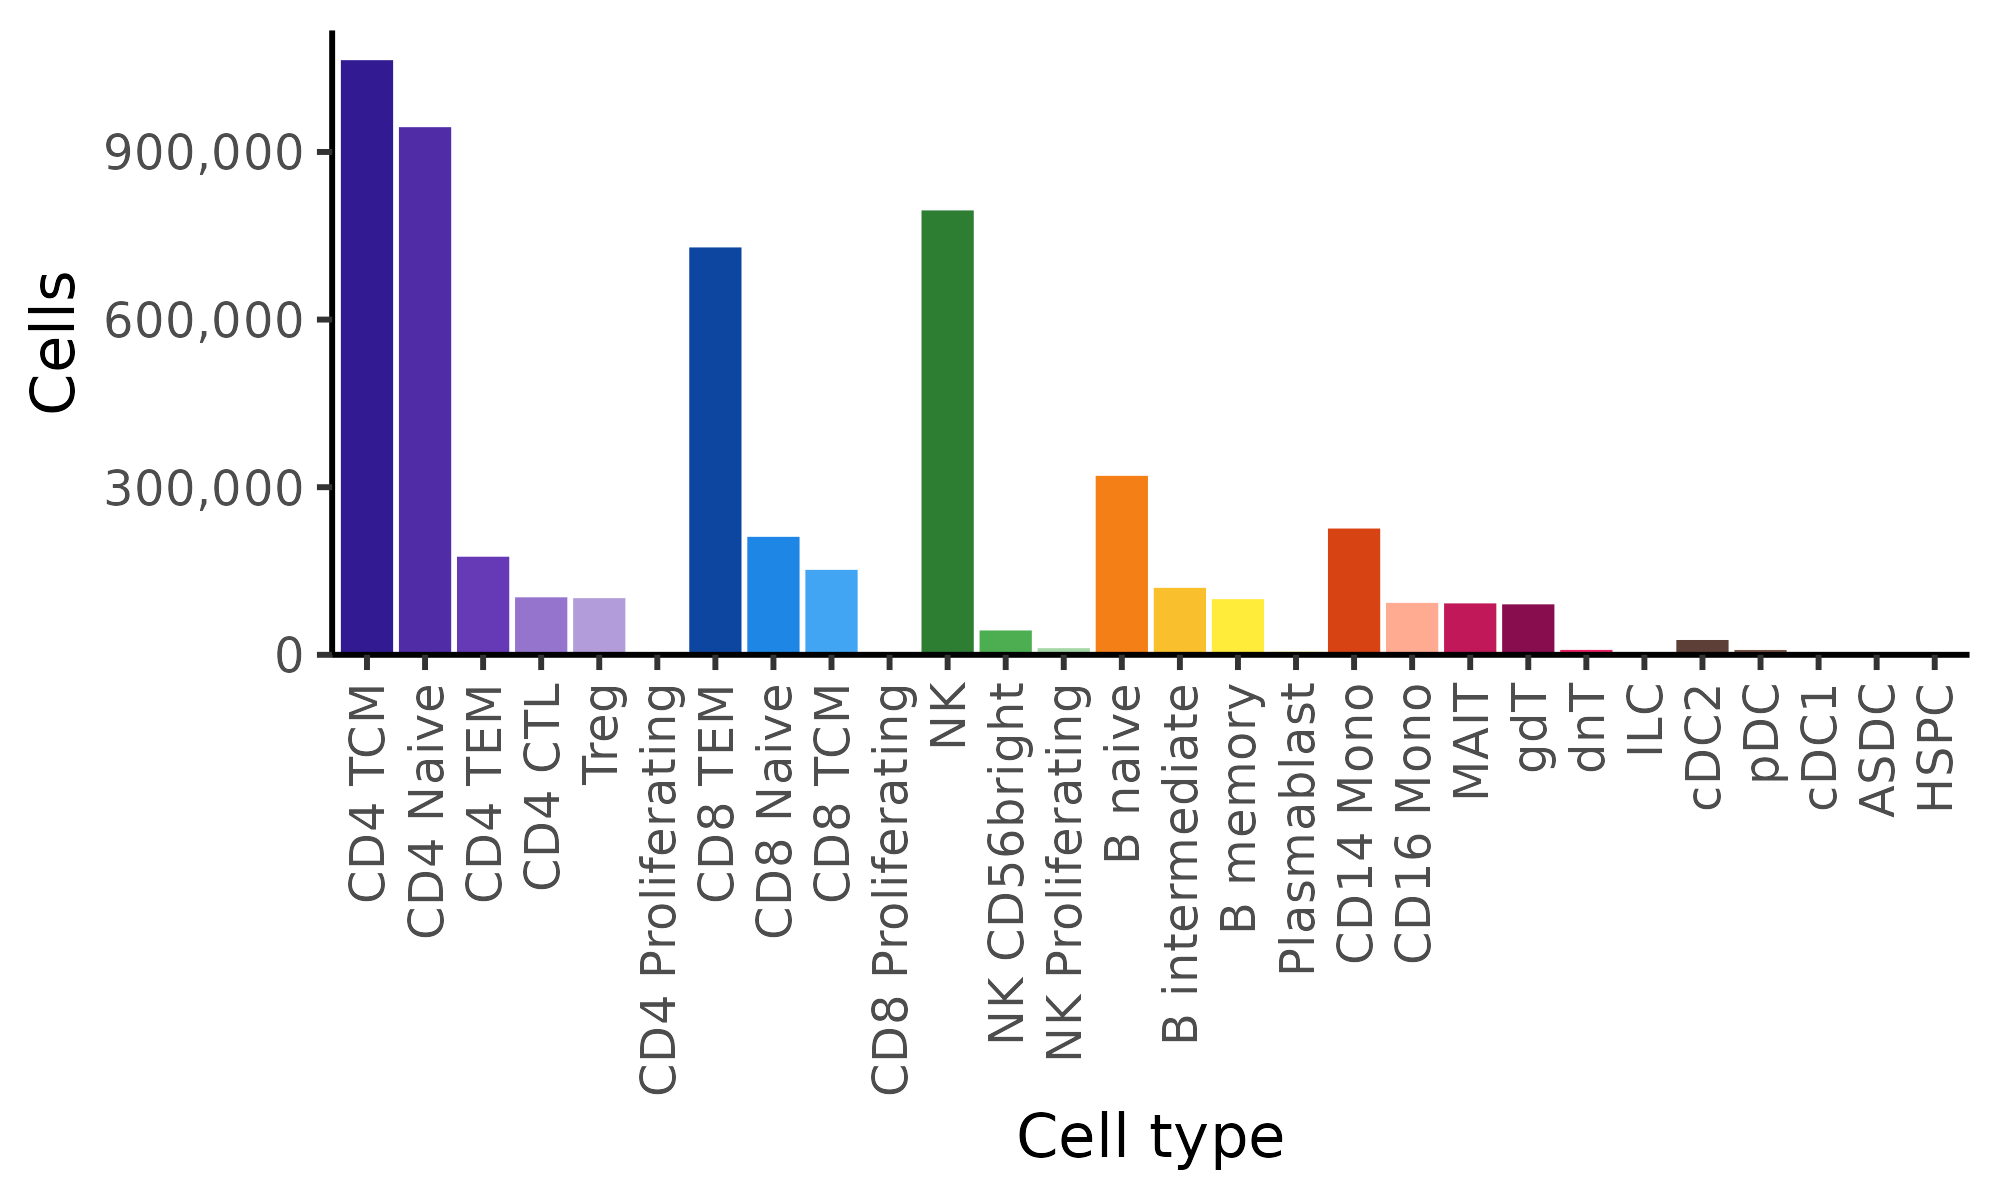 Cells
900,000
600,000
300,000
0
CD4 TCM
CD4 Naive
CD4 TEM
CD4 CTL
Treg
CD4 Proliferating
CD8 TEM
CD8 Naive
CD8 TCM
CD8 Proliferating
NK
NK CD56bright
NK Proliferating
B naive
B intermediate
B memory
Plasmablast
CD14 Mono
CD16 Mono
MAIT
gdT
dnT
ILC
cDC2
pDC
cDC1
ASDC
HSPC
Cell type